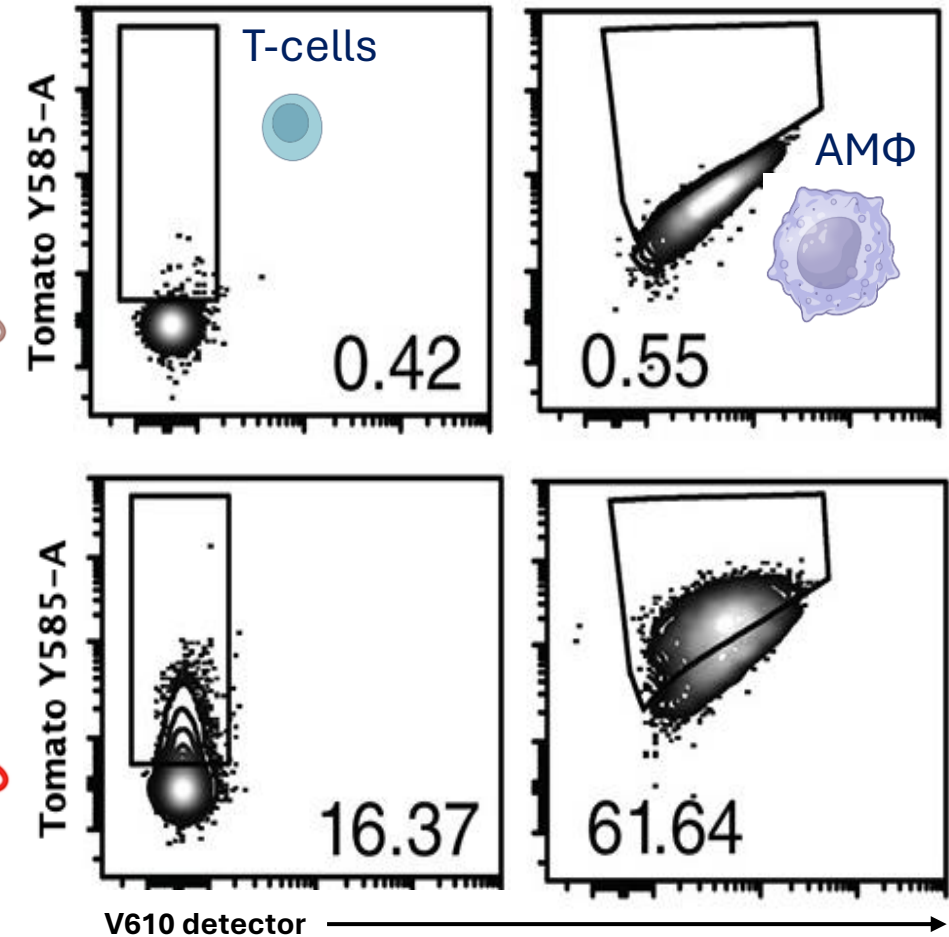 Tomato Y585-A
T-cells
0.42
AMΦ
0.55
Tomato Y585-A
16.37
61.64
V610 detector